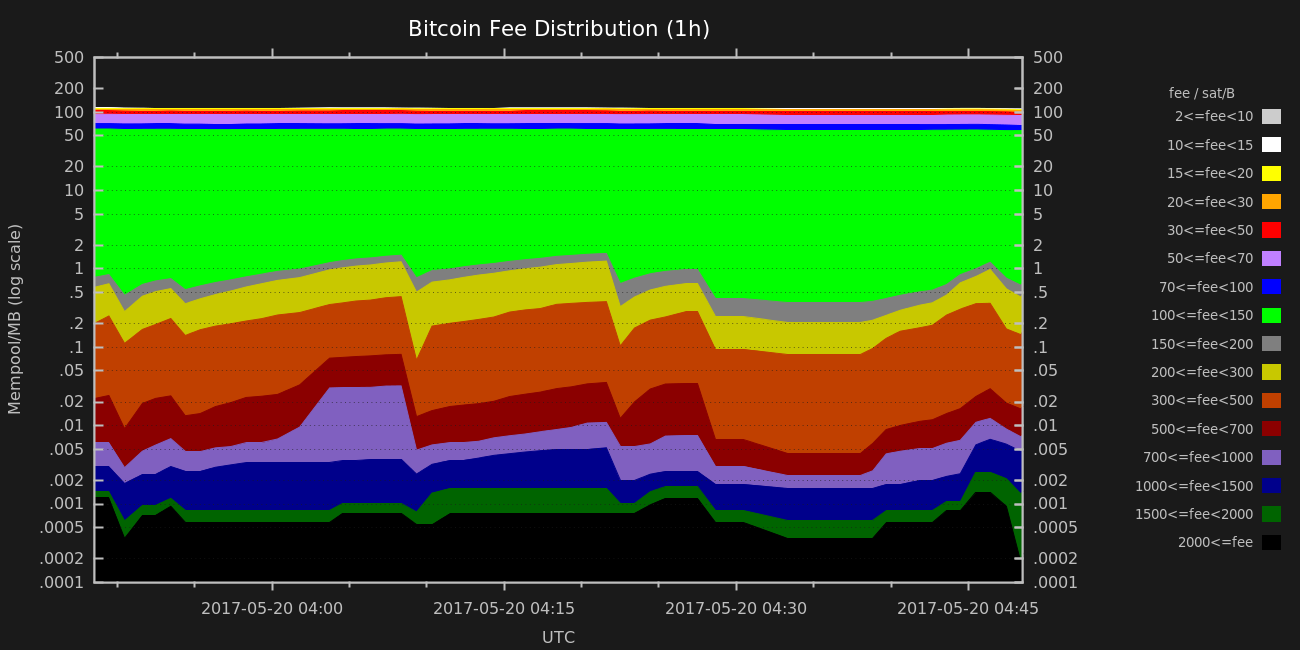 Bitcoin Fee Distribution (1h)
500
200
100
50
20
10
5
2
1
.5
.2
.1
.05
.02
.01
.005
.002
.001
.0005
.0002
.0001
Mempool/MB (log scale)
500
200
100
50
20
10
5
2
1
.5
.2
.1
.05
.02
.01
.005
.002
.001
.0005
.0002
.0001
2017-05-20 04:00 2017-05-20 04:15 2017-05-20 04:30 2017-05-20 04:45
UTC
fee / sat/B
2<=fee<10
10<=fee<15
15<=fee<20
20<=fee<30
30<=fee<50
50<=fee<70
70<=fee<100
100<=fee<150
150<=fee<200
200<=fee<300
300<=fee<500
500<=fee<700
700<=fee<1000
1000<=fee<1500
1500<=fee<2000
2000<=fee